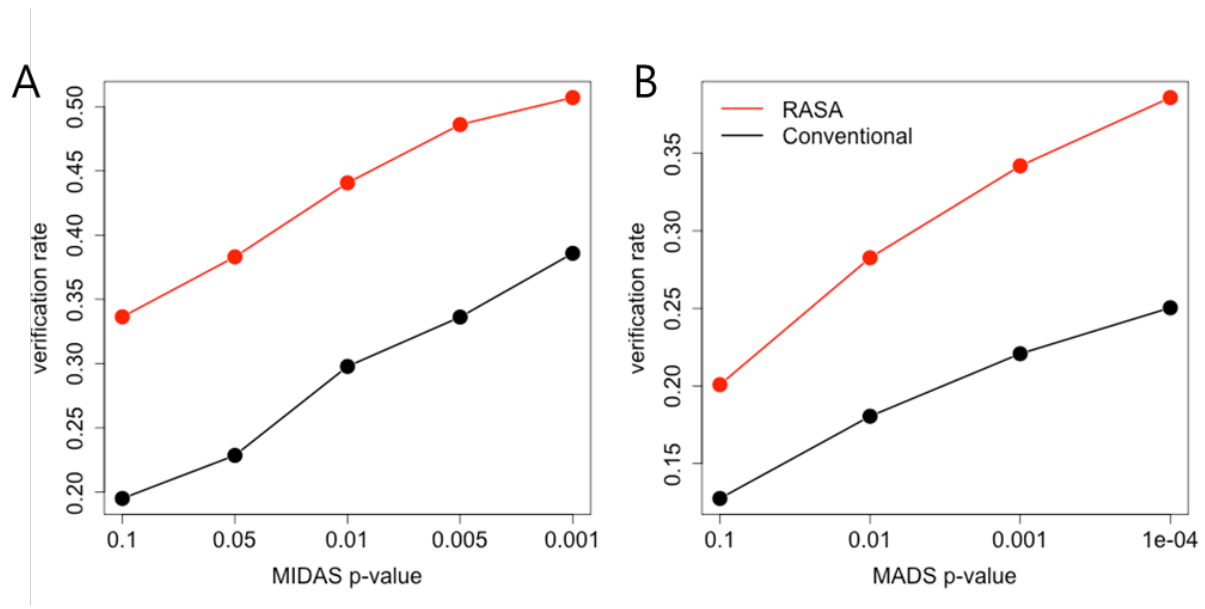 A
verification rate
0.50
0.45
0.40
0.35
0.30
0.25
0.20
0.1 0.05 0.01 0.005 0.001
MIDAS p-value
B
RASA
Conventional
verification rate
0.35
0.30
0.25
0.20
0.15
0.1 0.01 0.001 1e-04
MADS p-value